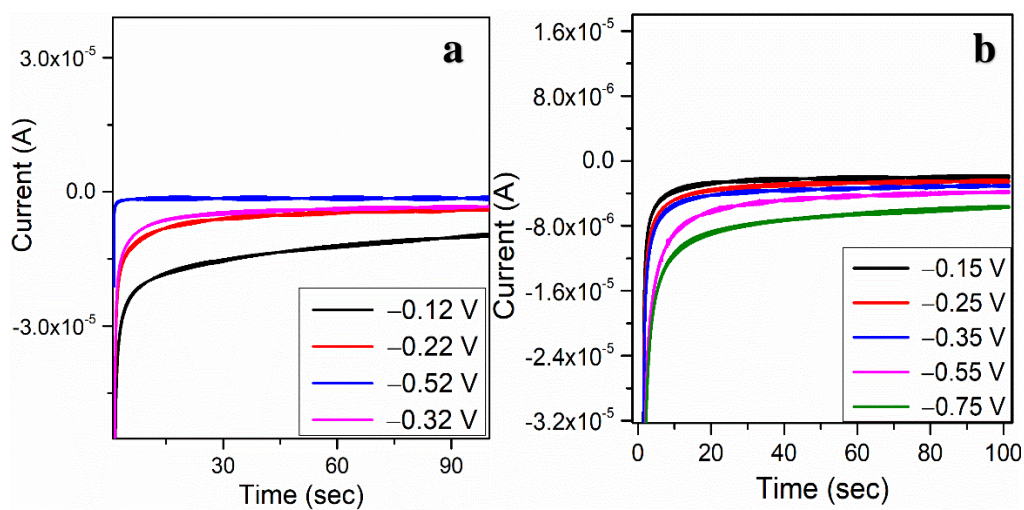 a
Current (A)
3.0x10⁻⁵
0.0
-3.0x10⁻⁵
30
60
90
Time (sec)
−0.12 V
−0.22 V
−0.52 V
−0.32 V
b
Current (A)
1.6x10⁻⁵
8.0x10⁻⁶
0.0
-8.0x10⁻⁶
-1.6x10⁻⁵
-2.4x10⁻⁵
-3.2x10⁻⁵
0
20
40
60
80
100
Time (sec)
−0.15 V
−0.25 V
−0.35 V
−0.55 V
−0.75 V